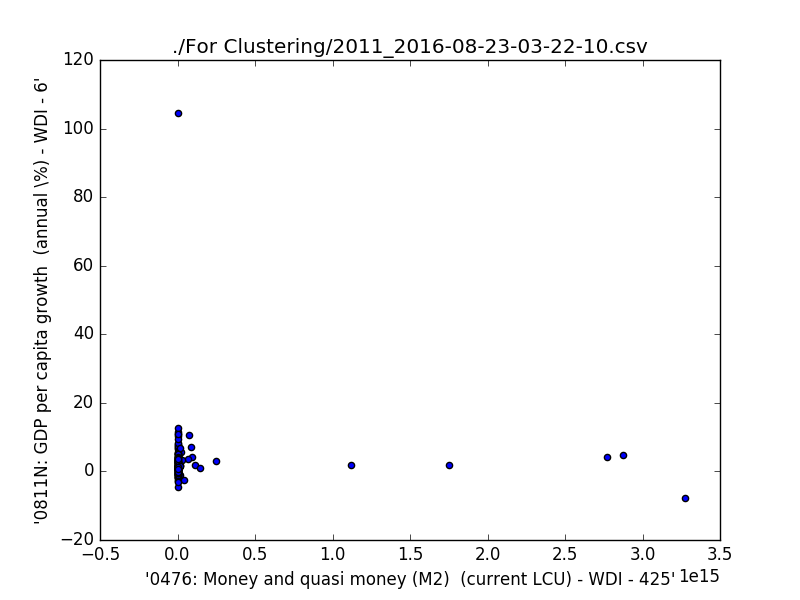 ./For Clustering/2011_2016-08-23-03-22-10.csv
120
100
80
60
40
20
0
−20
'0811N: GDP per capita growth  (annual \%) - WDI - 6'
−0.5 0.0 0.5 1.0 1.5 2.0 2.5 3.0 3.5
1e15
'0476: Money and quasi money (M2)  (current LCU) - WDI - 425'